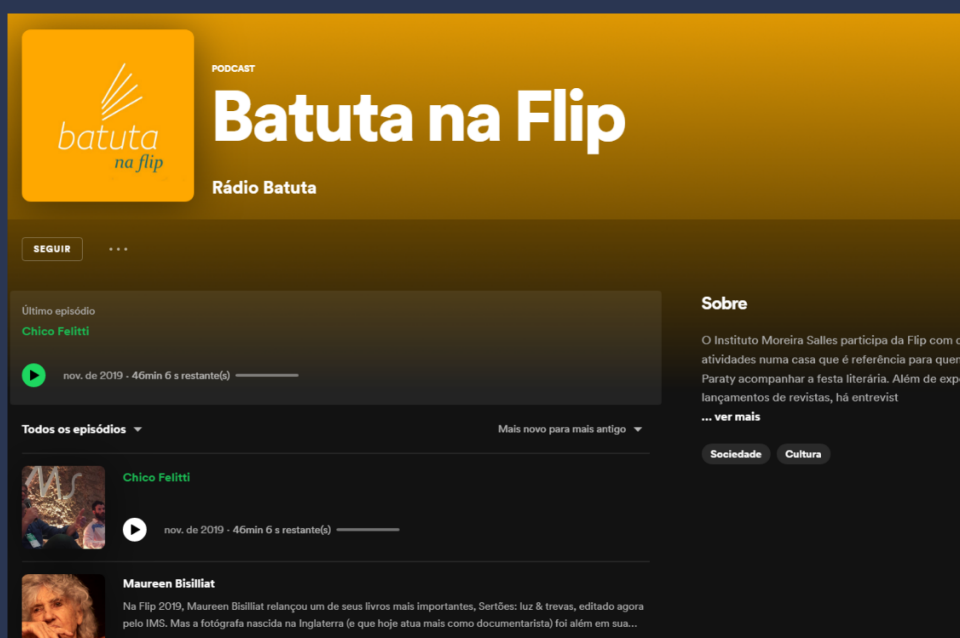 batuta
na flip
PODCAST
Batuta na Flip
Rádio Batuta
SEGUIR
Último episódio
Chico Felitti
nov. de 2019 · 46min 6 s restante(s)
Todos os episódios
Mais novo para mais antigo
Chico Felitti
nov. de 2019 · 46min 6 s restante(s)
Maureen Bisilliat
Na Flip 2019, Maureen Bisilliat relançou um de seus livros mais importantes, Sertões: luz & trevas, editado agora
pelo IMS. Mas a fotógrafa nascida na Inglaterra (e que hoje atua mais como documentarista) foi além em sua...
Sobre
O Instituto Moreira Salles participa da Flip com
atividades numa casa que é referência para quer
Paraty acompanhar a festa literária. Além de exp
lançamentos de revistas, há entrevist
... ver mais
Sociedade
Cultura